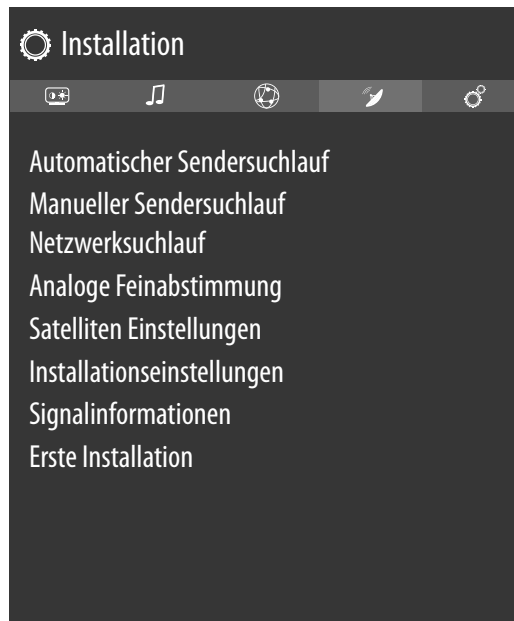 Installation
Automatischer Sendersuchlauf
Manueller Sendersuchlauf
Netzwerksuchlauf
Analoge Feinabstimmung
Satelliten Einstellungen
Installationseinstellungen
Signalinformationen
Erste Installation